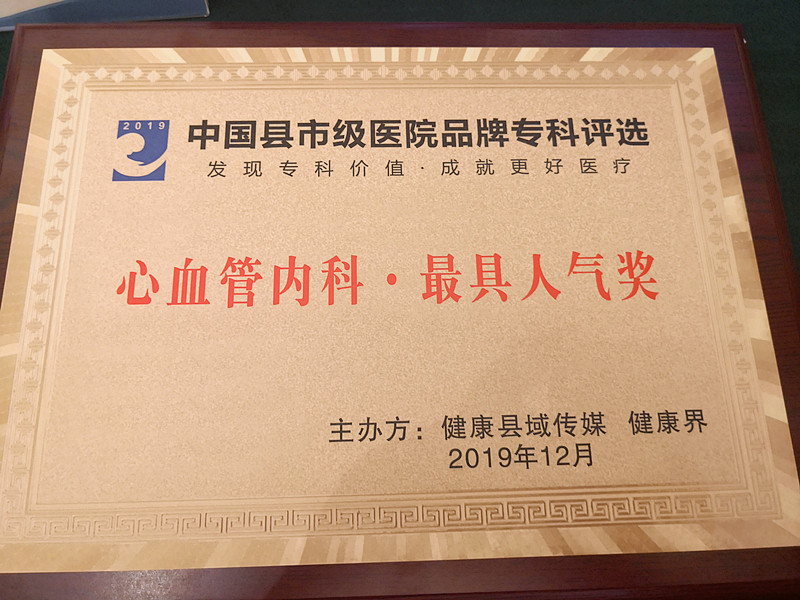 2019
中国县市级医院品牌专科评选
发现专科价值·成就更好医疗
心血管内科·最具人气奖
主办方：健康县域传媒 健康界
2019年12月